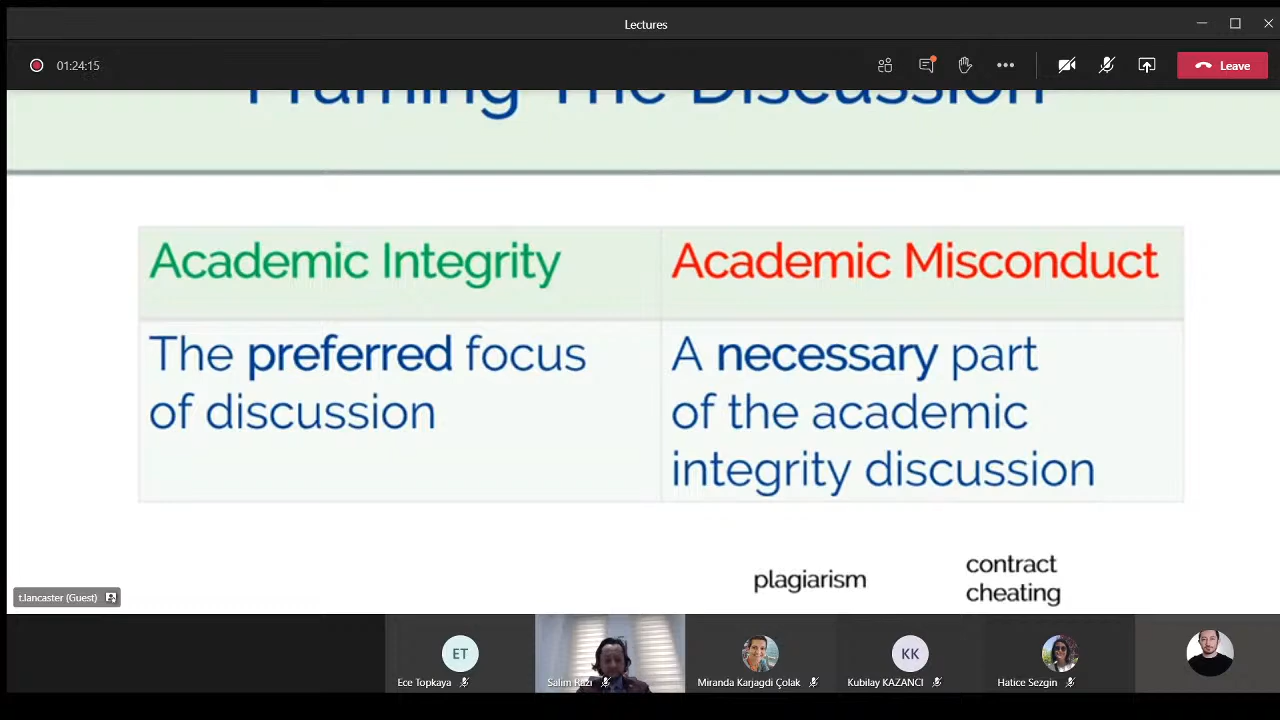 Lectures
01:24:15
Leave
Framing The Discussion
Academic Integrity
Academic Misconduct
The preferred focus
of discussion
A necessary part
of the academic
integrity discussion
plagiarism
contract
cheating
t.lancaster (Guest)
ET
KK
Ece Topkaya
Salim Razı
Miranda Karjagdi Çolak
Kubilay KAZANCI
Hatice Sezgin